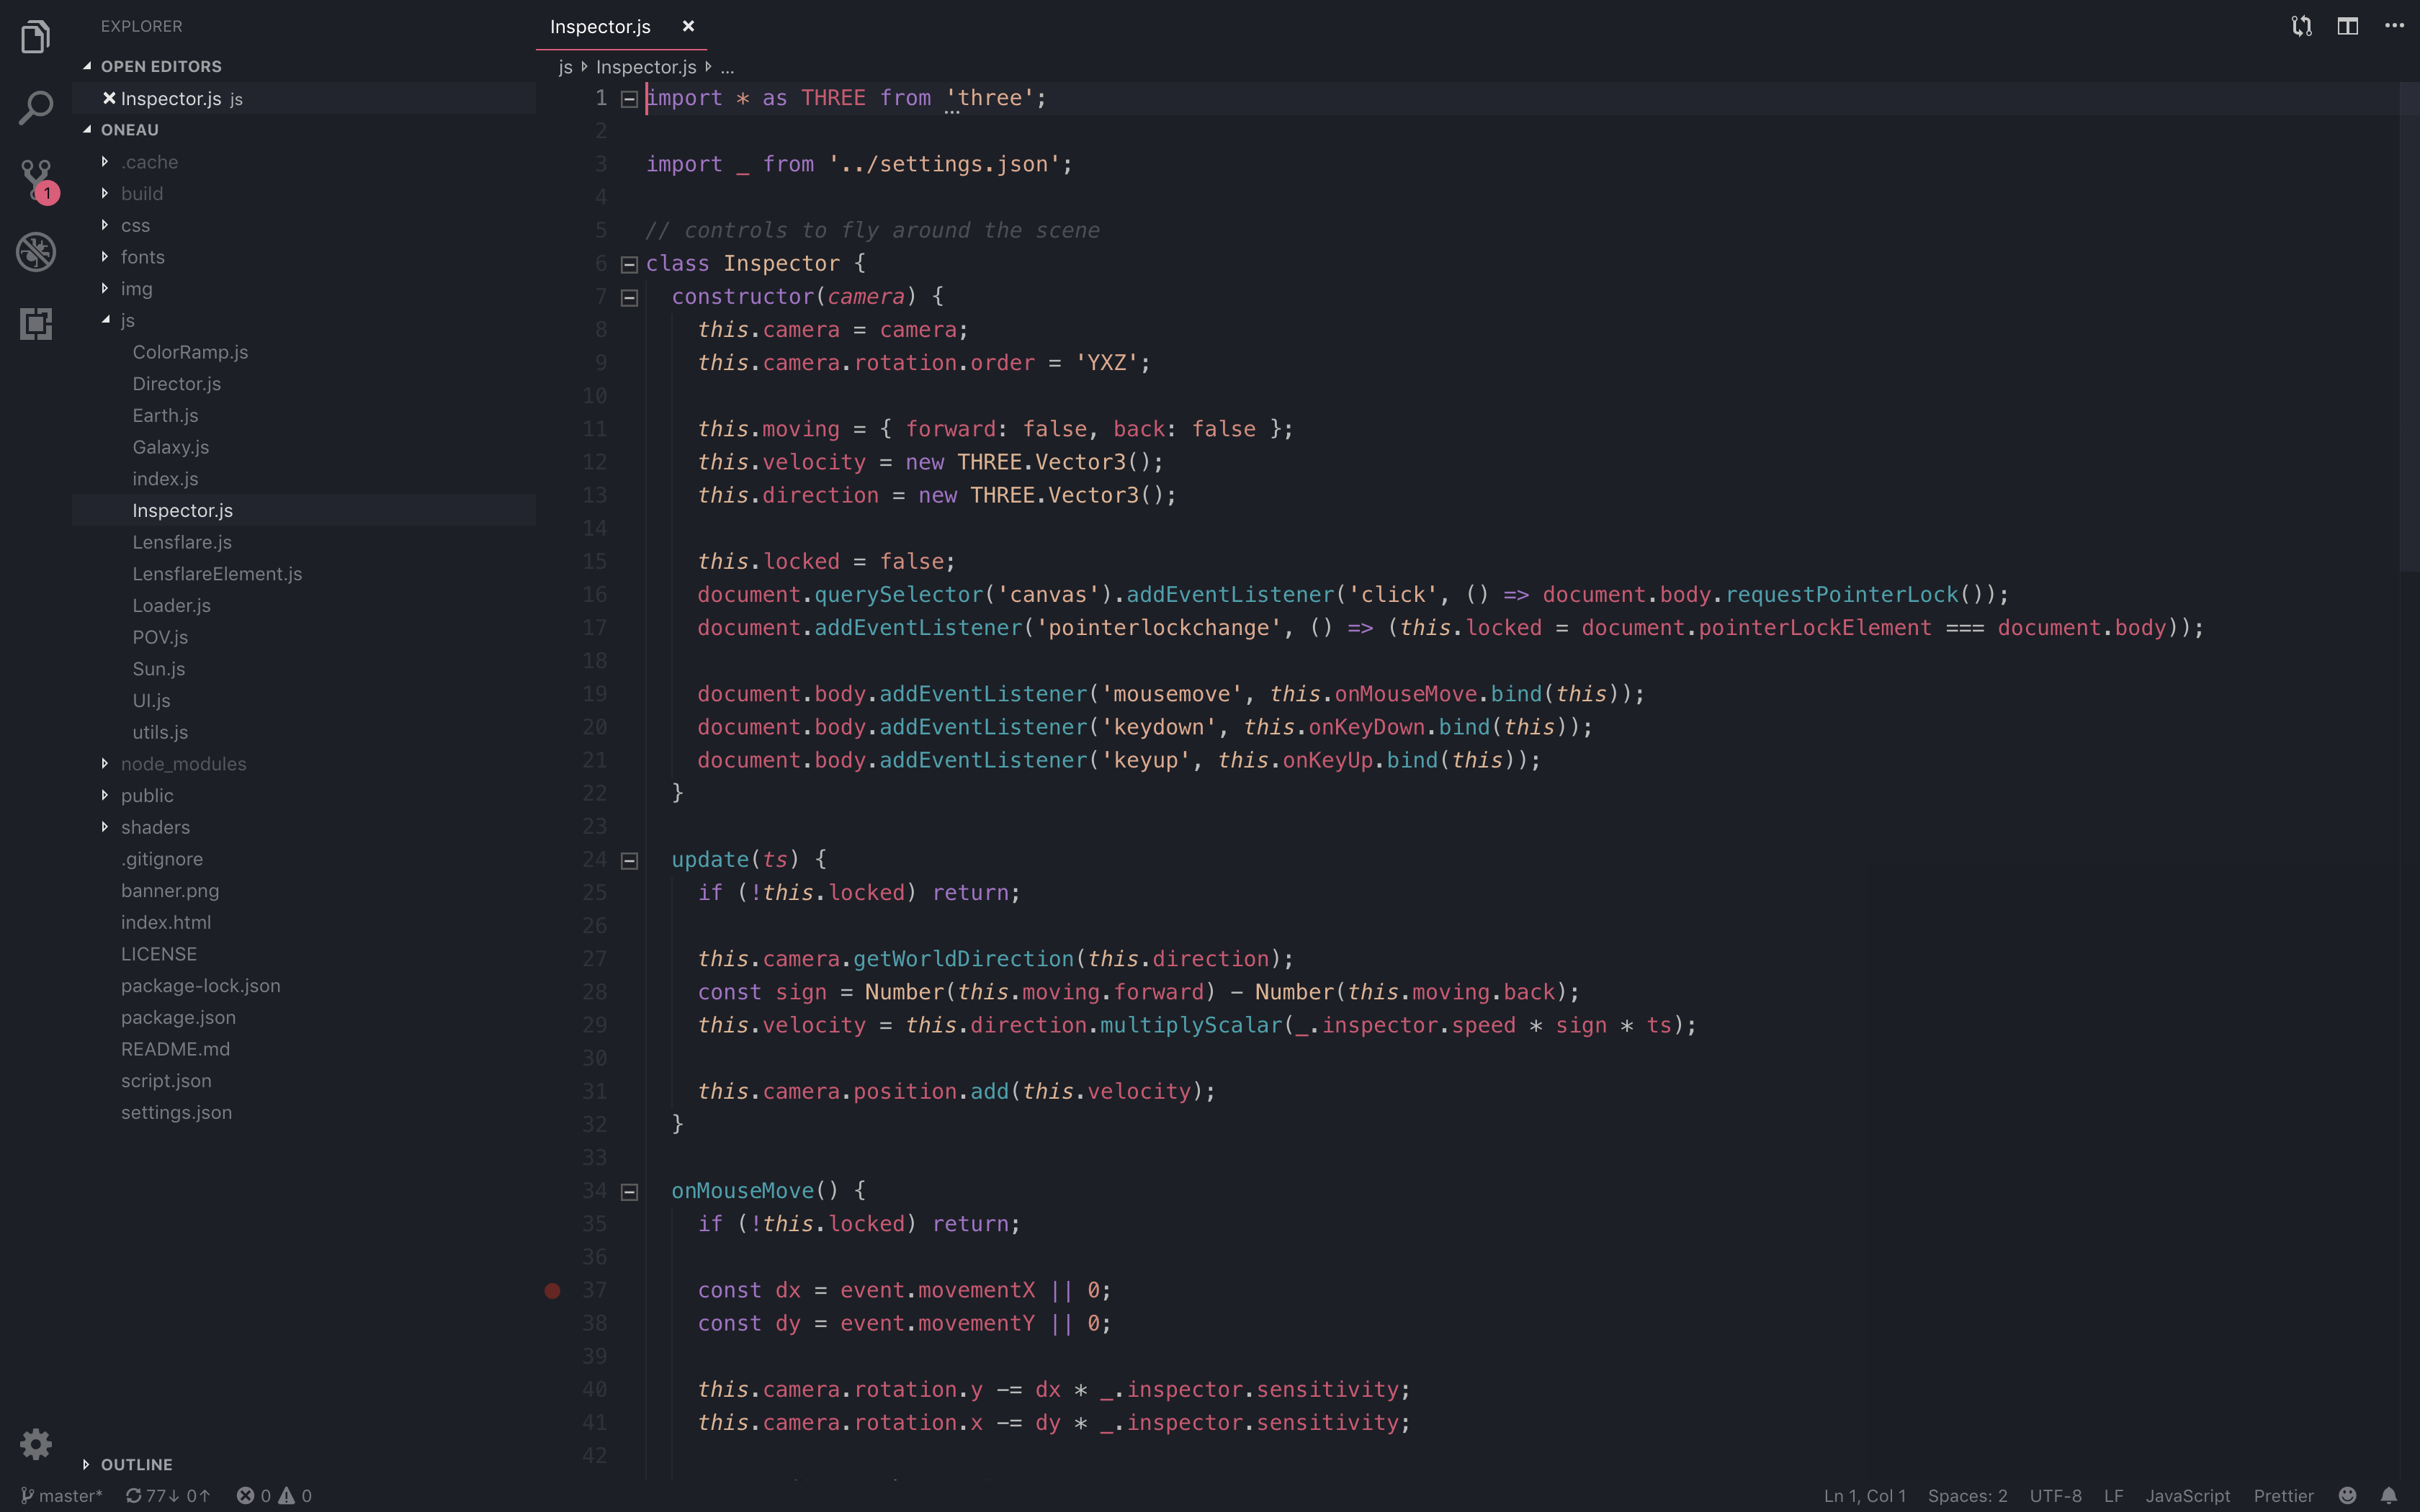 EXPLORER
OPEN EDITORS
Inspector.js js
ONEAU
.cache
build
css
fonts
img
js
ColorRamp.js
Director.js
Earth.js
Galaxy.js
index.js
Inspector.js
Lensflare.js
LensflareElement.js
Loader.js
POV.js
Sun.js
UI.js
utils.js
node_modules
public
shaders
.gitignore
banner.png
index.html
LICENSE
package-lock.json
package.json
README.md
script.json
settings.json
OUTLINE
1
Inspector.js
js Inspector.js ...
1 import * as THREE from 'three';
2
3 import _ from '../settings.json';
4
5 // controls to fly around the scene
6 class Inspector {
7 constructor(camera) {
8 this.camera = camera;
9 this.camera.rotation.order = 'YXZ';
10
11 this.moving = { forward: false, back: false };
12 this.velocity = new THREE.Vector3();
13 this.direction = new THREE.Vector3();
14
15 this.locked = false;
16 document.querySelector('canvas').addEventListener('click', () => document.body.requestPointerLock());
17 document.addEventListener('pointerlockchange', () => (this.locked = document.pointerLockElement === document.body));
18
19 document.body.addEventListener('mousemove', this.onMouseMove.bind(this));
20 document.body.addEventListener('keydown', this.onKeyDown.bind(this));
21 document.body.addEventListener('keyup', this.onKeyUp.bind(this));
22 }
23
24 update(ts) {
25 if (!this.locked) return;
26
27 this.camera.getWorldDirection(this.direction);
28 const sign = Number(this.moving.forward) - Number(this.moving.back);
29 this.velocity = this.direction.multiplyScalar(_.inspector.speed * sign * ts);
30
31 this.camera.position.add(this.velocity);
32 }
33
34 onMouseMove() {
35 if (!this.locked) return;
36
37 const dx = event.movementX || 0;
38 const dy = event.movementY || 0;
39
40 this.camera.rotation.y -= dx * _.inspector.sensitivity;
41 this.camera.rotation.x -= dy * _.inspector.sensitivity;
42
master* 77↓ 0↑ 0 0
Ln 1, Col 1 Spaces: 2 UTF-8 LF JavaScript Prettier